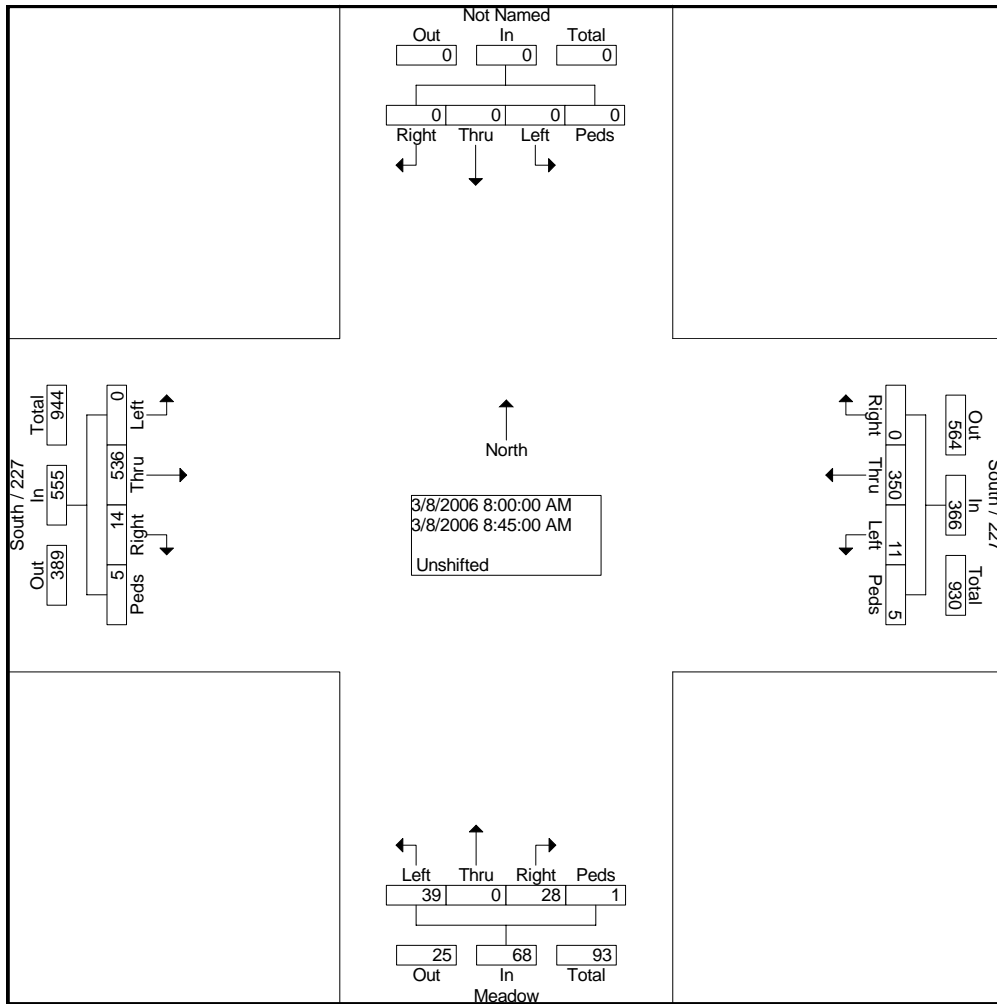 Not Named
Out In Total
0 0 0
0 0 0 0
Right Thru Left Peds
South / 227
Total In Out
944 555 389
0 536 14 5
Left Thru Right Peds
North
3/8/2006 8:00:00 AM
3/8/2006 8:45:00 AM
Unshifted
Right Thru Left Peds
0 350 11 5
Out In Total
564 366 930
South / 227
Left Thru Right Peds
39 0 28 1
25 68 93
Out In Total
Meadow